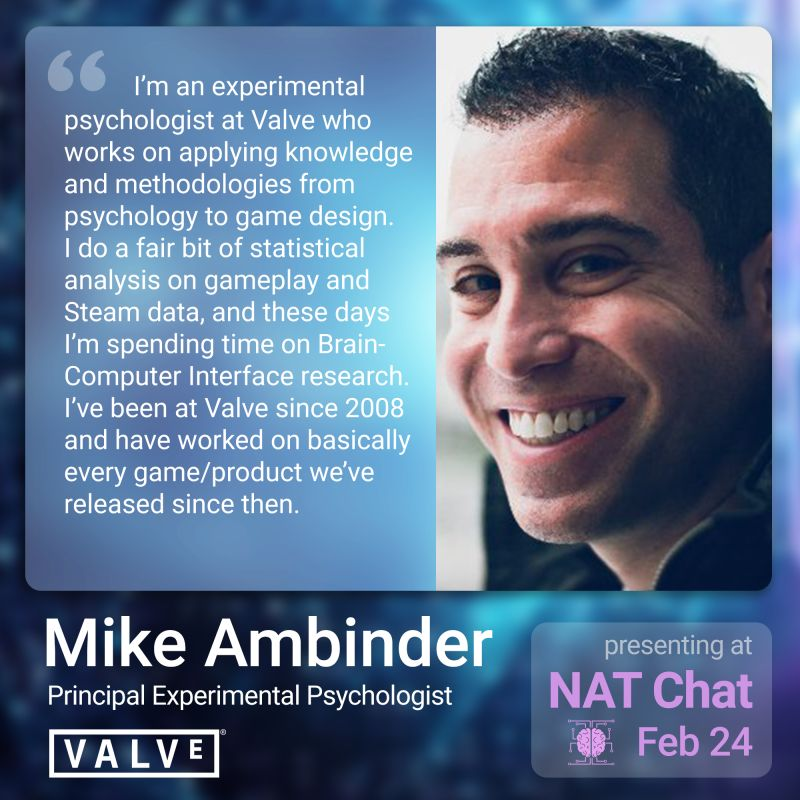 “ I’m an experimental
psychologist at Valve who
works on applying knowledge
and methodologies from
psychology to game design.
I do a fair bit of statistical
analysis on gameplay and
Steam data, and these days
I’m spending time on Brain-
Computer Interface research.
I’ve been at Valve since 2008
and have worked on basically
every game/product we’ve
released since then.
Mike Ambinder
Principal Experimental Psychologist
VALVE®
presenting at
NAT Chat
Feb 24